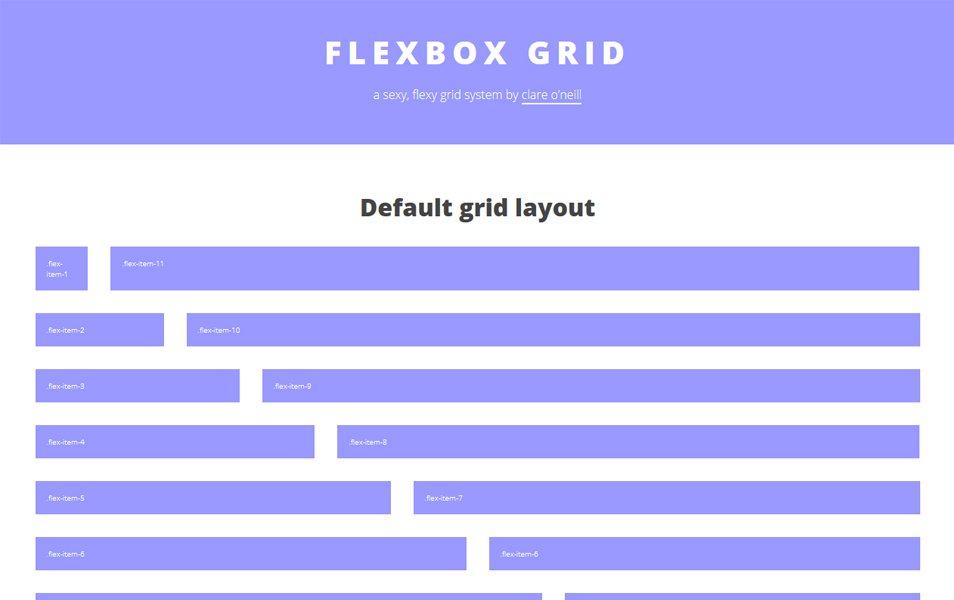 FLEXBOX GRID
a sexy, flexy grid system by clare o'neill
Default grid layout
.flex-
item-1
.flex-item-11
.flex-item-2
.flex-item-10
.flex-item-3
.flex-item-9
.flex-item-4
.flex-item-8
.flex-item-5
.flex-item-7
.flex-item-6
.flex-item-6